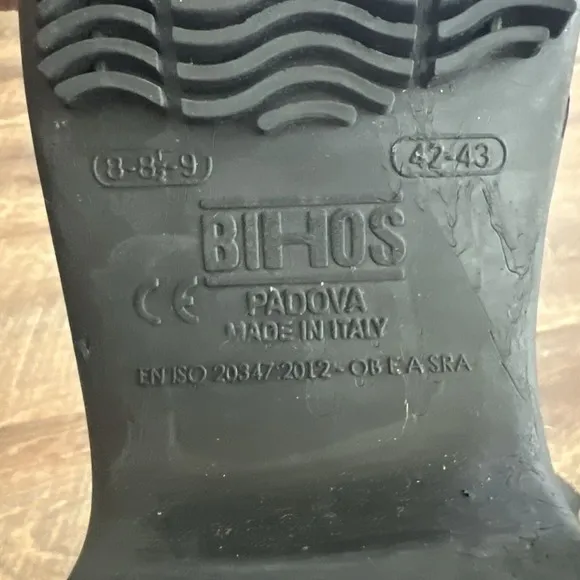 8-8½-9 42-43
BIHOS
PADOVA
CE
MADE IN ITALY
EN ISO 20347:2012 - OB E A SRA